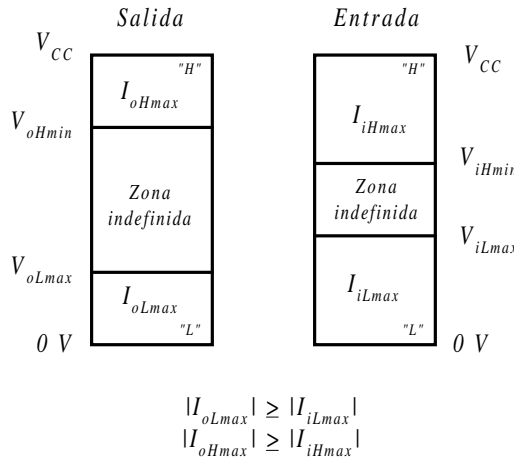 Salida Entrada
V_CC "H" "H" V_CC
I_oHmax I_iHmax
V_oHmin
V_iHmin
Zona indefinida Zona indefinida
V_iLmax
V_oLmax
I_oLmax I_iLmax
0 V "L" "L" 0 V
|I_oLmax| ≥ |I_iLmax|
|I_oHmax| ≥ |I_iHmax|